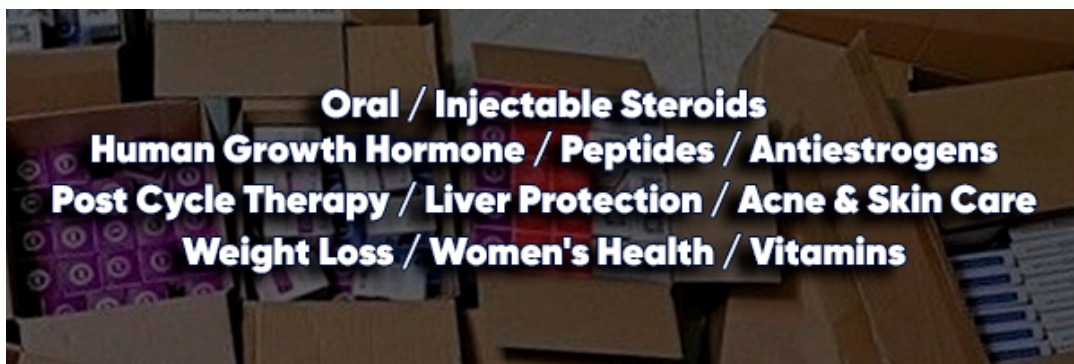 Oral / Injectable Steroids
Human Growth Hormone / Peptides / Antiestrogens
Post Cycle Therapy / Liver Protection / Acne & Skin Care
Weight Loss / Women's Health / Vitamins